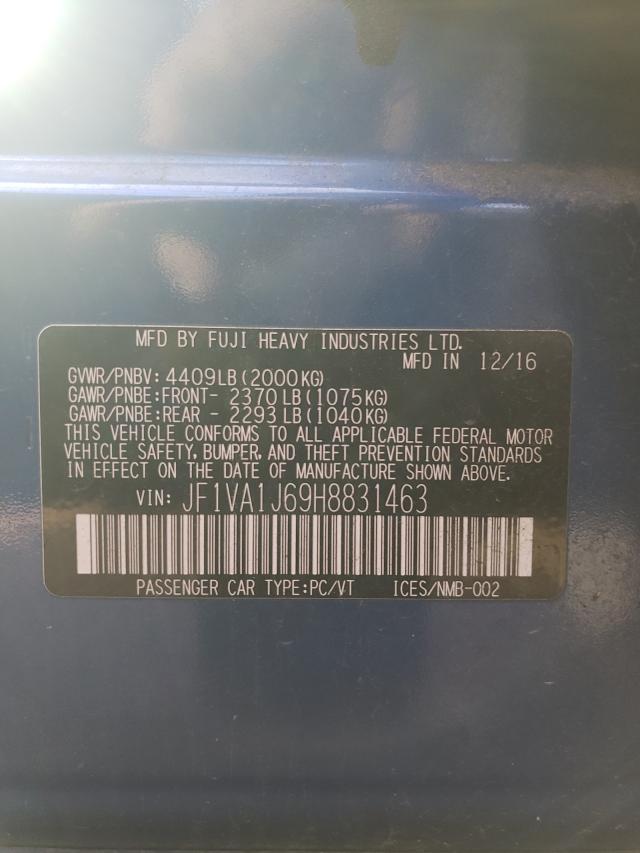 MFD BY FUJI HEAVY INDUSTRIES LTD.
MFD IN 12/16
GVWR/PNBV: 4409LB(2000KG)
GAWR/PNBE:FRONT- 2370LB(1075KG)
GAWR/PNBE:REAR - 2293LB(1040KG)
THIS VEHICLE CONFORMS TO ALL APPLICABLE FEDERAL MOTOR
VEHICLE SAFETY, BUMPER, AND THEFT PREVENTION STANDARDS
IN EFFECT ON THE DATE OF MANUFACTURE SHOWN ABOVE.
VIN: JF1VA1J69H8831463
PASSENGER CAR TYPE:PC/VT ICES/NMB-002